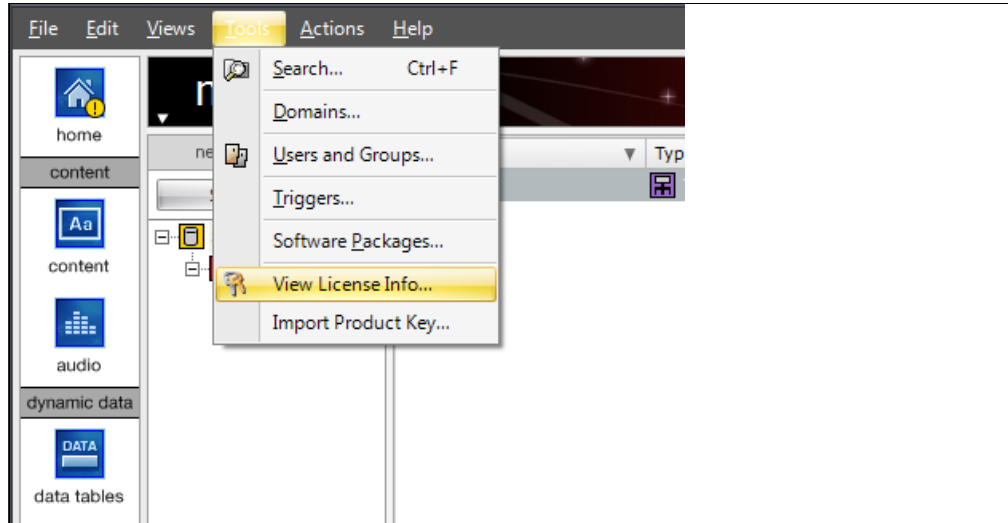 File Edit Views Tools Actions Help
Search... Ctrl+F
Domains...
Users and Groups...
Triggers...
Software Packages...
View License Info...
Import Product Key...
home
content
Aa
content
audio
dynamic data
DATA
data tables